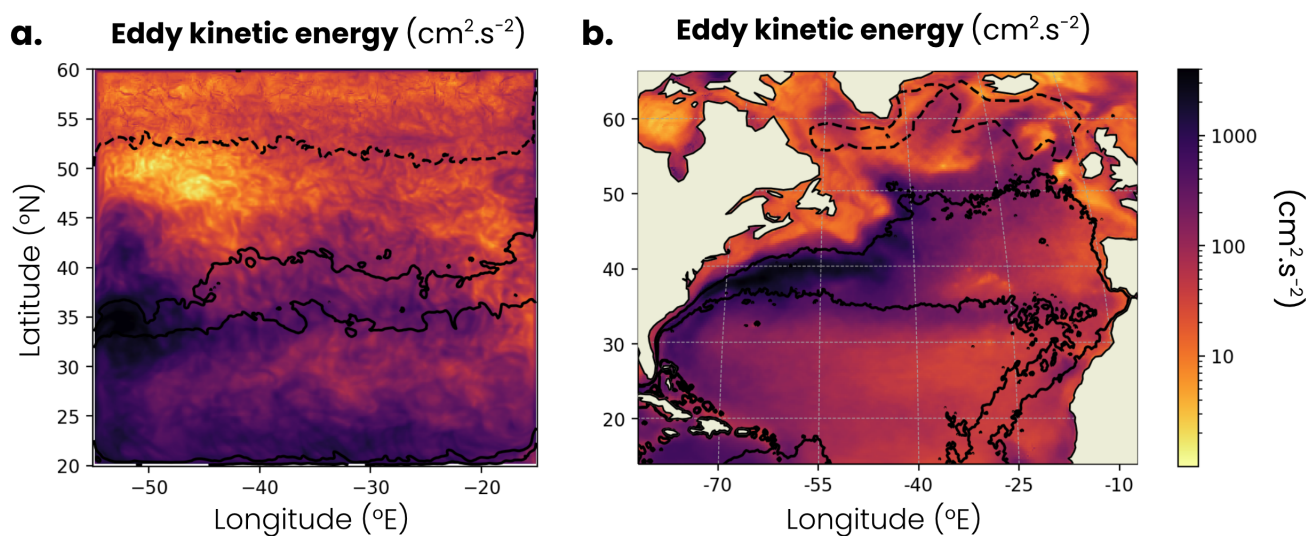 a. Eddy kinetic energy (cm².s⁻²)
60
55
50
45
40
35
30
25
20
Latitude (ºN)
−50 −40 −30 −20
Longitude (ºE)
b. Eddy kinetic energy (cm².s⁻²)
60
50
40
30
20
-70 -55 -40 -25 -10
Longitude (ºE)
1000
100
10
(cm².s⁻²)